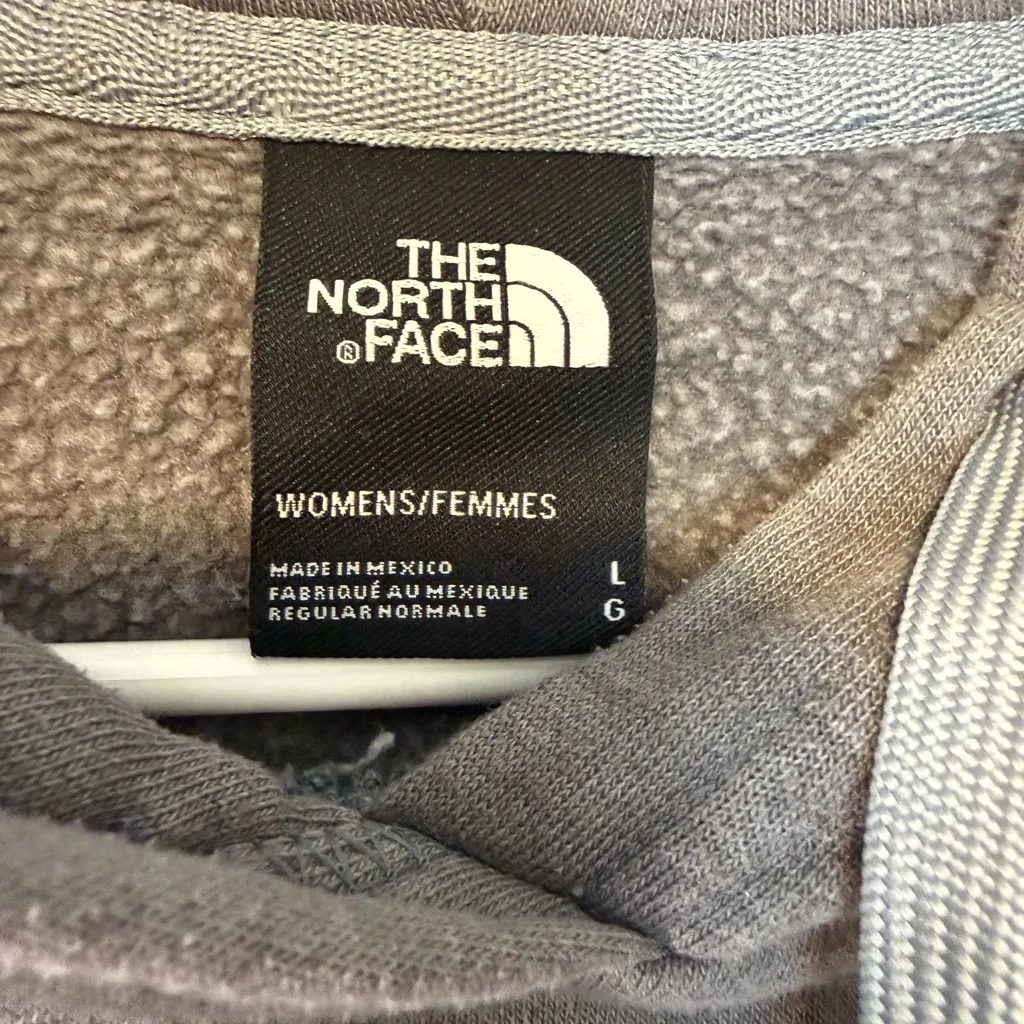 THE
NORTH
®FACE
WOMENS/FEMMES
MADE IN MEXICO
FABRIQUÉ AU MEXIQUE
REGULAR NORMALE
L
G